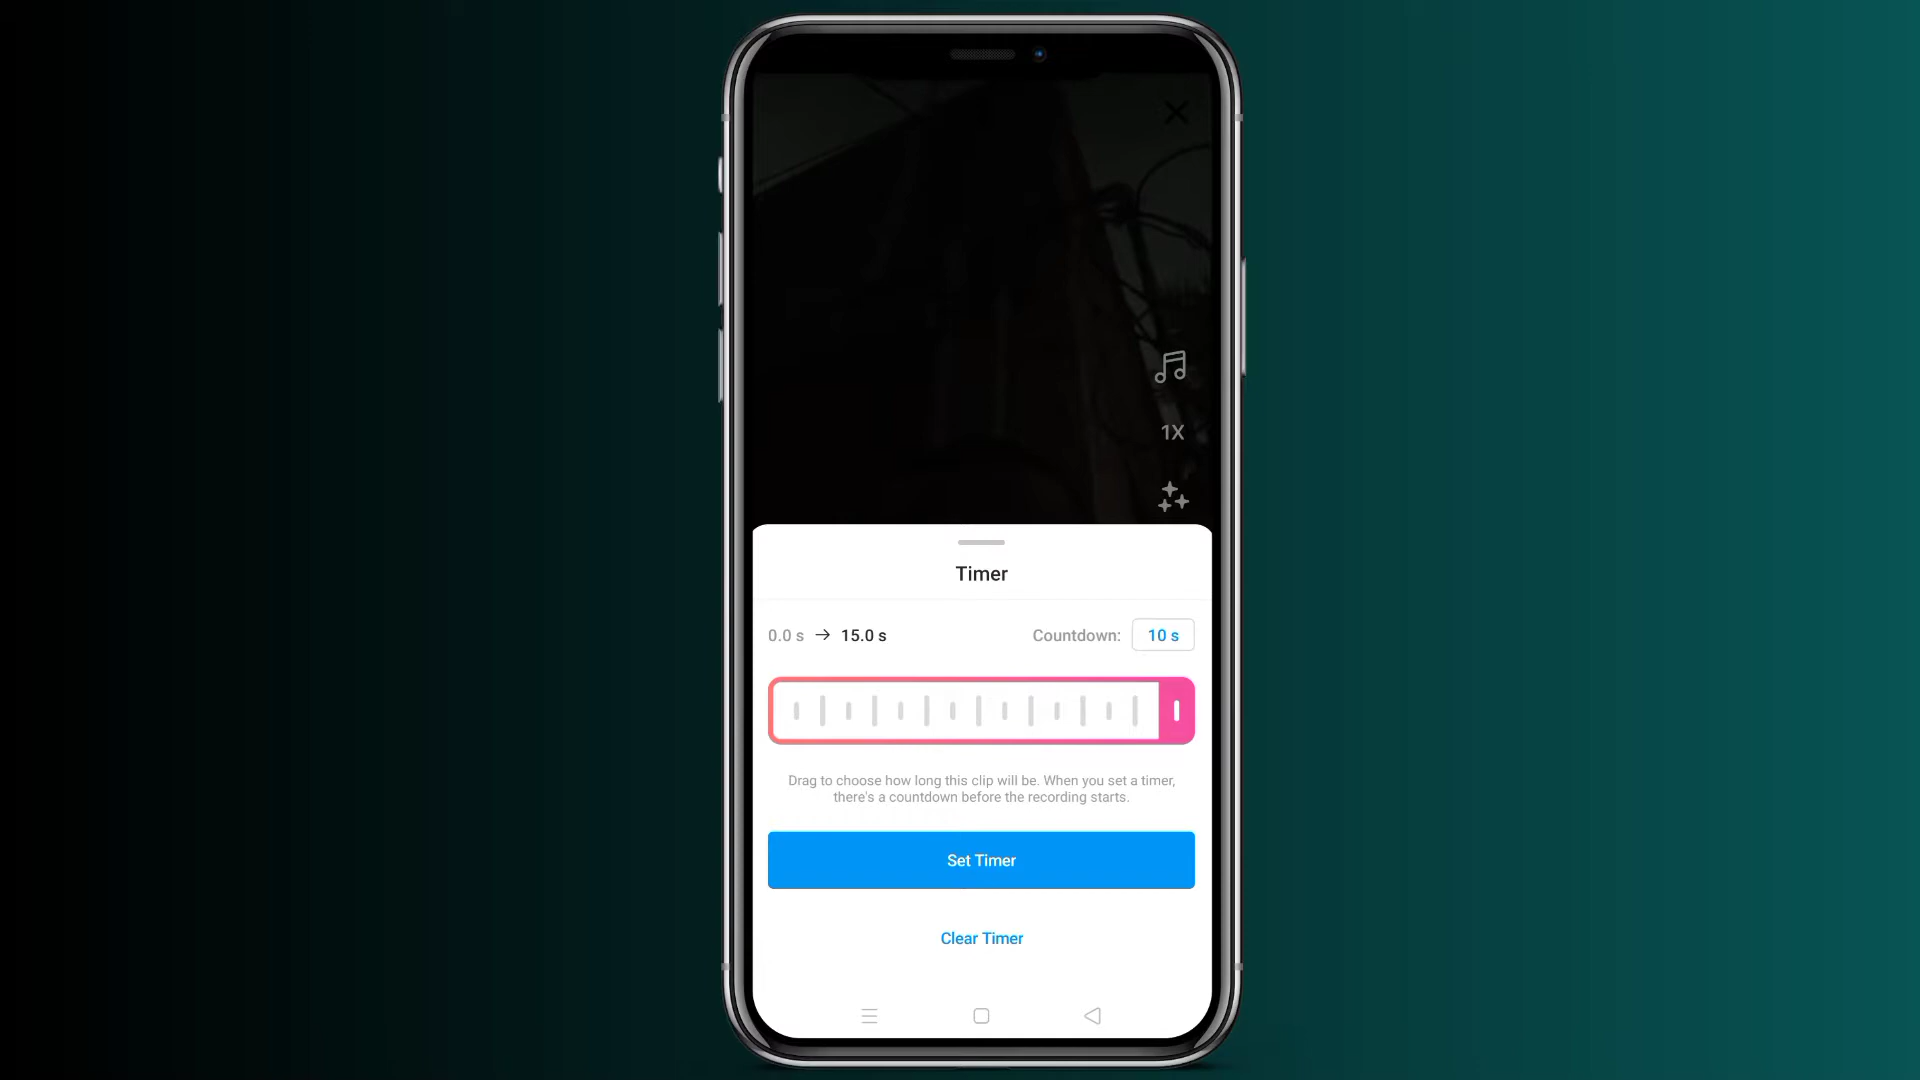 1X
Timer
0.0 s → 15.0 s
Countdown: 10 s
Drag to choose how long this clip will be. When you set a timer,
there's a countdown before the recording starts.
Set Timer
Clear Timer